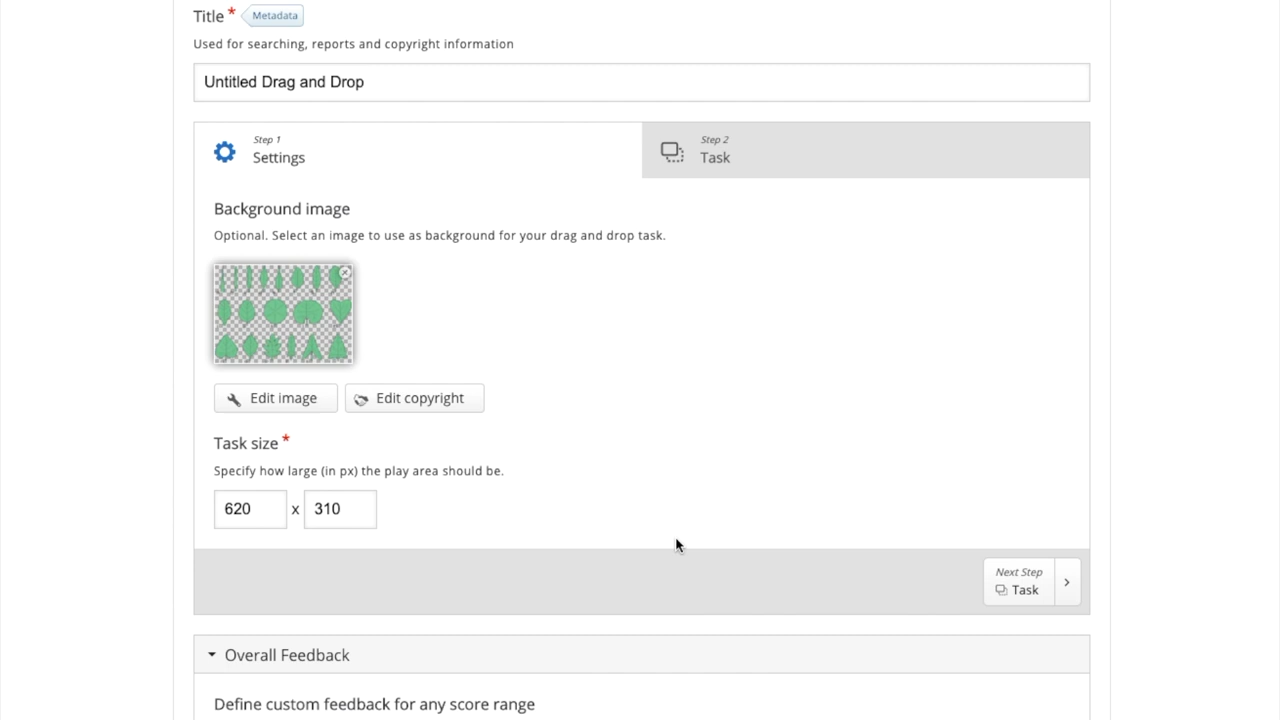 Title *
Metadata
Used for searching, reports and copyright information
Untitled Drag and Drop
Step 1
Settings
Step 2
Task
Background image
Optional. Select an image to use as background for your drag and drop task.
Edit image
Edit copyright
Task size *
Specify how large (in px) the play area should be.
620 x 310
Next Step
Task
Overall Feedback
Define custom feedback for any score range